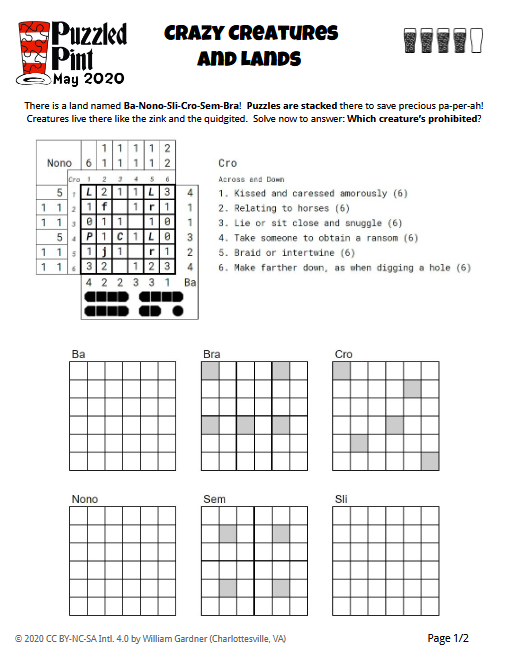 Puzzled
Pint
May 2020
CRAZY CREATURES
AND LANDS
There is a land named Ba-Nono-Sli-Cro-Sem-Bra! Puzzles are stacked there to save precious pa-per-ah!
Creatures live there like the zink and the quidgited. Solve now to answer: Which creature's prohibited?
1 1 1 1 2
Nono 6 1 1 1 1 2
Cro 1 2 3 4 5 6
5 1 L 2 1 1 L 3 4
1 1 2 1 f 1 r 1 1
1 1 3 0 1 1 1 0 1
5 4 P 1 C 1 L 0 3
1 1 5 1 j 1 r 1 2
1 1 6 3 2 1 2 3 4
4 2 2 3 3 1 Ba
Cro
Across and Down
1. Kissed and caressed amorously (6)
2. Relating to horses (6)
3. Lie or sit close and snuggle (6)
4. Take someone to obtain a ransom (6)
5. Braid or intertwine (6)
6. Make farther down, as when digging a hole (6)
Ba Bra Cro
Nono Sem Sli
© 2020 CC BY-NC-SA Intl. 4.0 by William Gardner (Charlottesville, VA) Page 1/2